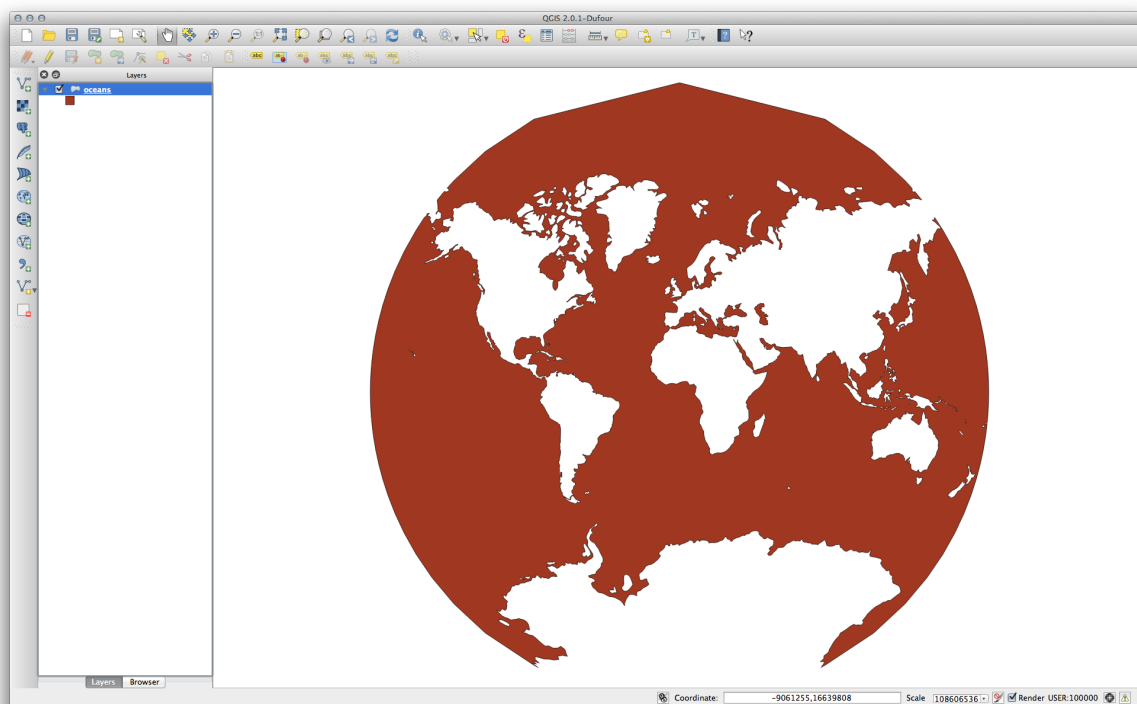 QGIS 2.0.1-Dufour
Layers
oceans
Layers Browser
Coordinate: -9061255,16639808 Scale 108606536 Render USER:100000